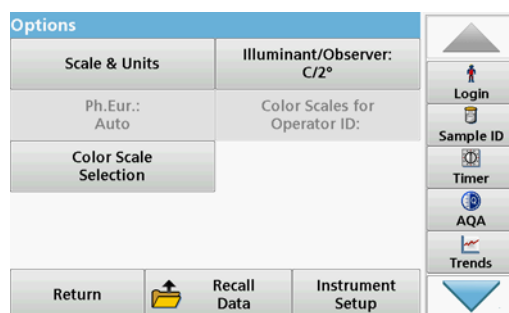 Options
Scale & Units
Illuminant/Observer:
C/2°
Ph.Eur.:
Auto
Color Scales for
Operator ID:
Color Scale
Selection
Return
Recall
Data
Instrument
Setup
Login
Sample ID
Timer
AQA
Trends